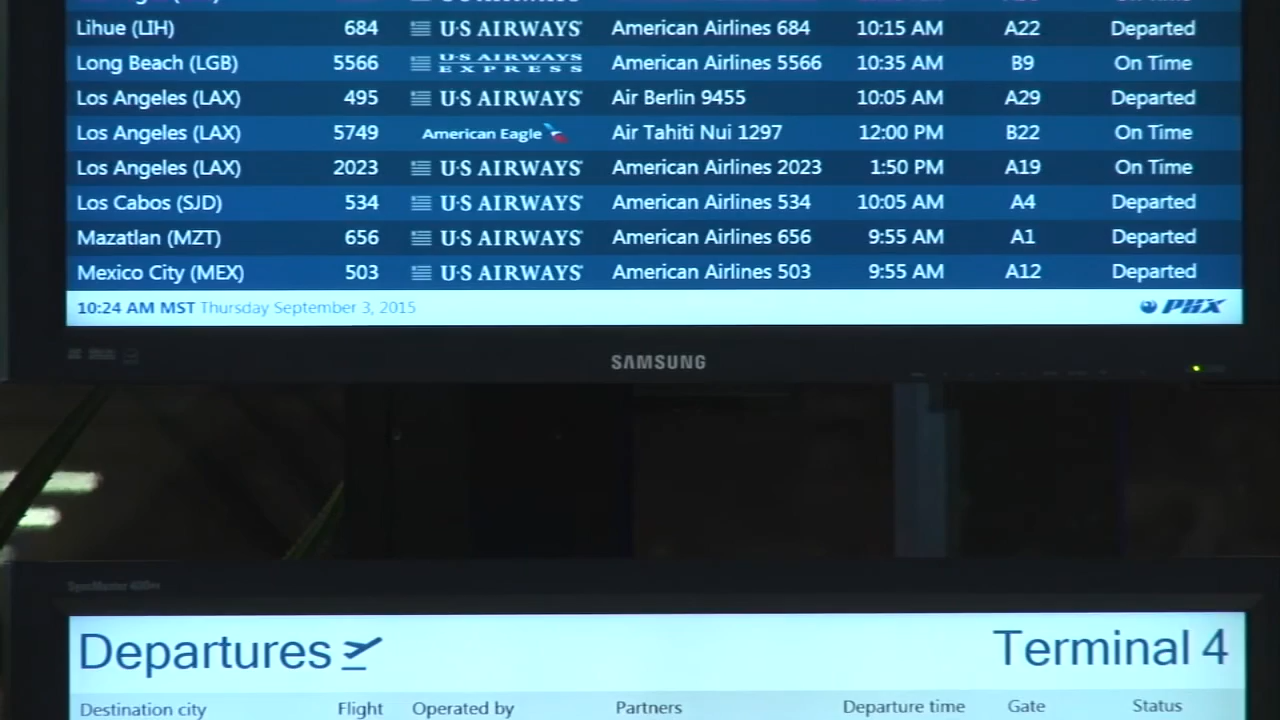 Lihue (LIH) 684 U·S AIRWAYS American Airlines 684 10:15 AM A22 Departed
Long Beach (LGB) 5566 U·S AIRWAYS EXPRESS American Airlines 5566 10:35 AM B9 On Time
Los Angeles (LAX) 495 U·S AIRWAYS Air Berlin 9455 10:05 AM A29 Departed
Los Angeles (LAX) 5749 American Eagle Air Tahiti Nui 1297 12:00 PM B22 On Time
Los Angeles (LAX) 2023 U·S AIRWAYS American Airlines 2023 1:50 PM A19 On Time
Los Cabos (SJD) 534 U·S AIRWAYS American Airlines 534 10:05 AM A4 Departed
Mazatlan (MZT) 656 U·S AIRWAYS American Airlines 656 9:55 AM A1 Departed
Mexico City (MEX) 503 U·S AIRWAYS American Airlines 503 9:55 AM A12 Departed
10:24 AM MST Thursday September 3, 2015 PHX
SAMSUNG
Departures Terminal 4
Destination city Flight Operated by Partners Departure time Gate Status